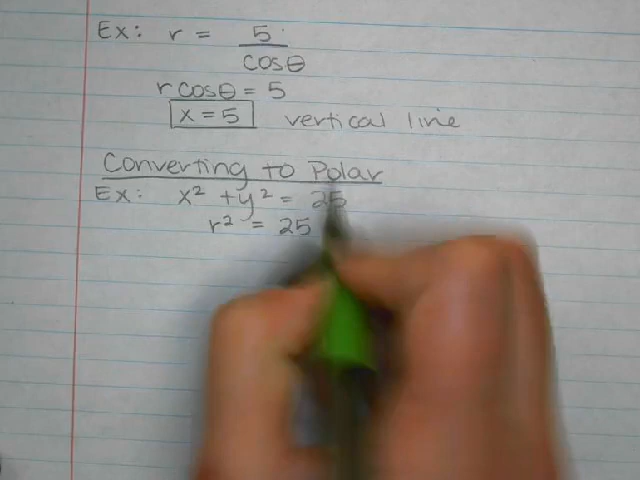 Ex: r = 5 / cosθ
r cosθ = 5
x = 5 vertical line
Converting to Polar
Ex: x² + y² = 25
r² = 25